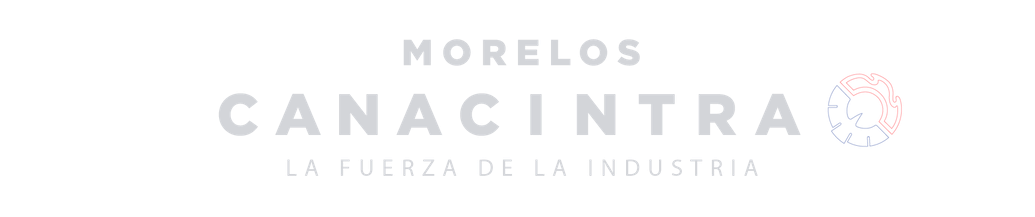 MORELOS
CANACINTRA
LA FUERZA DE LA INDUSTRIA